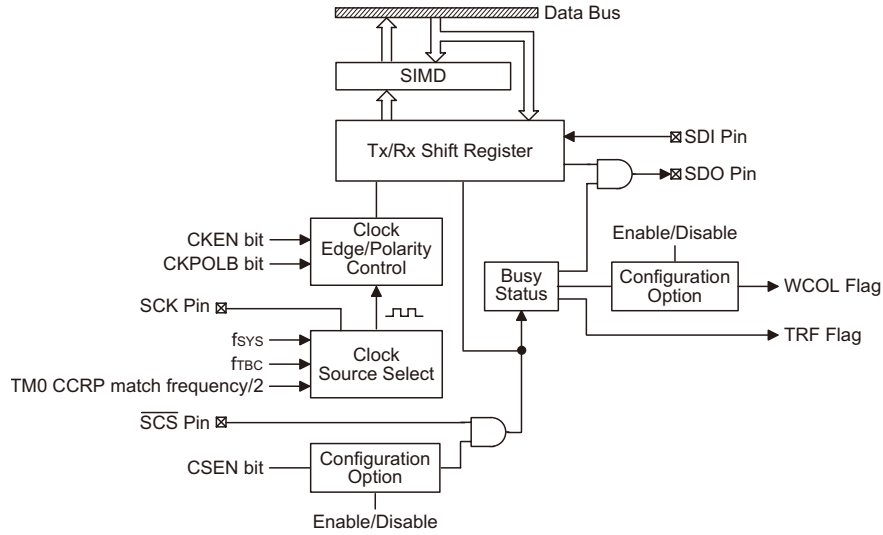 Data Bus
SIMD
Tx/Rx Shift Register
SDI Pin
SDO Pin
CKEN bit
CKPOLB bit
Clock
Edge/Polarity
Control
Enable/Disable
Busy
Status
Configuration
Option
WCOL Flag
SCK Pin
TRF Flag
fSYS
fTBC
TM0 CCRP match frequency/2
Clock
Source Select
SCS Pin
CSEN bit
Configuration
Option
Enable/Disable